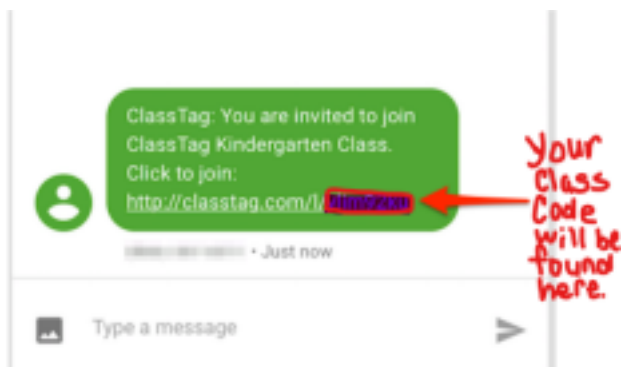 ClassTag: You are invited to join
ClassTag Kindergarten Class.
Click to join:
http://classtag.com/l/
• Just now
Type a message
Your
Class
Code
will be
found
here.